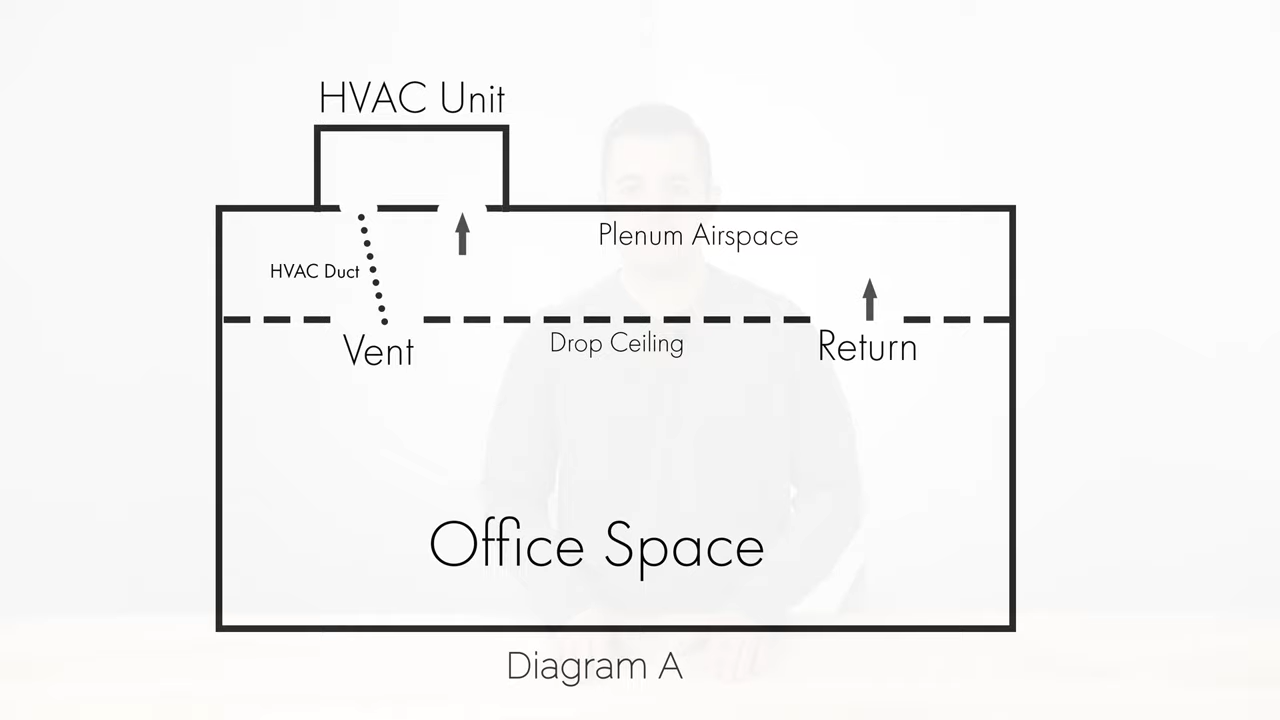 HVAC Unit
Plenum Airspace
HVAC Duct
Vent
Drop Ceiling
Return
Office Space
Diagram A